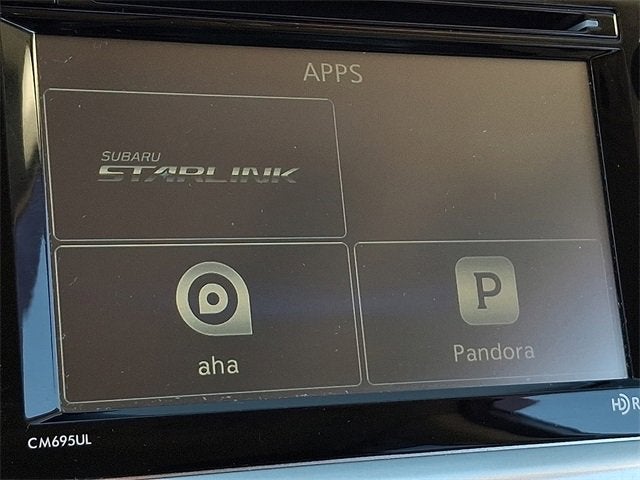 APPS
SUBARU
STARLINK
aha
P
Pandora
HD R
CM695UL